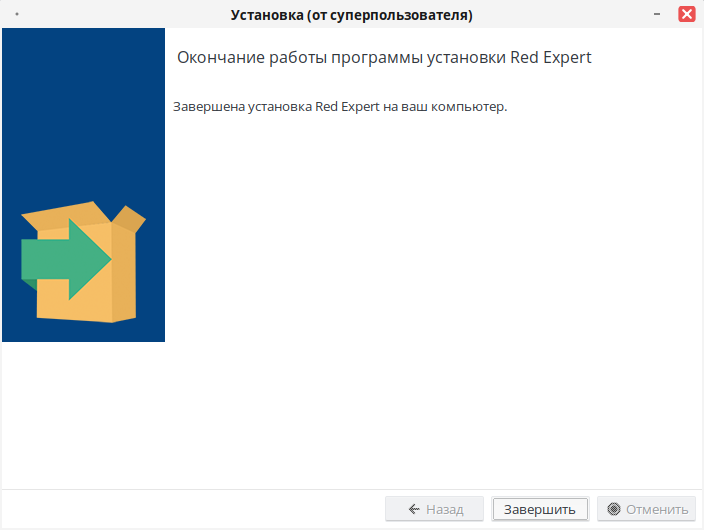 Установка (от суперпользователя)
Окончание работы программы установки Red Expert
Завершена установка Red Expert на ваш компьютер.
Назад
Завершить
Отменить